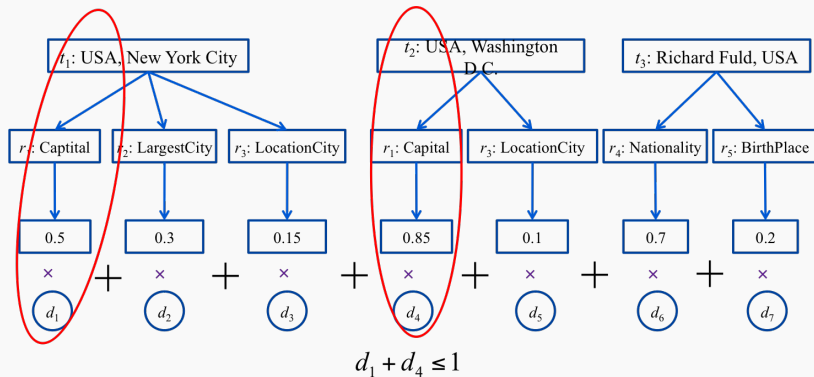 t₁: USA, New York City
t₂: USA, Washington
D.C.
t₃: Richard Fuld, USA
r₁: Captital
r₂: LargestCity
r₃: LocationCity
r₁: Capital
r₃: LocationCity
r₄: Nationality
r₅: BirthPlace
0.5
0.3
0.15
0.85
0.1
0.7
0.2
× + × + × + × + × + × + ×
d₁
d₂
d₃
d₄
d₅
d₆
d₇
d₁ + d₄ ≤ 1